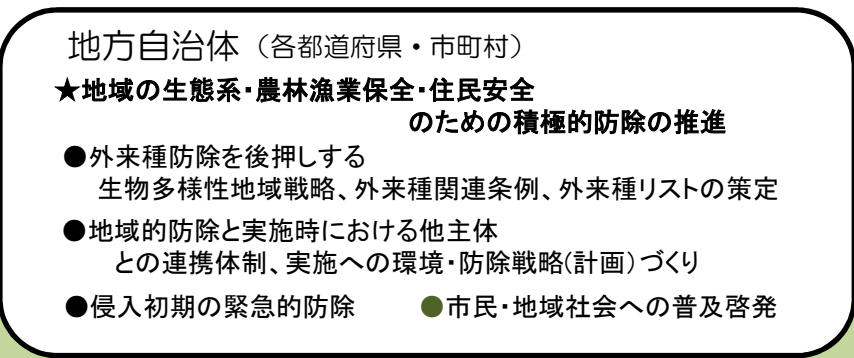 地方自治体（各都道府県・市町村）
★地域の生態系・農林漁業保全・住民安全
のための積極的防除の推進
●外来種防除を後押しする
生物多様性地域戦略、外来種関連条例、外来種リストの策定
●地域的防除と実施時における他主体
との連携体制、実施への環境・防除戦略(計画)づくり
●侵入初期の緊急的防除　●市民・地域社会への普及啓発